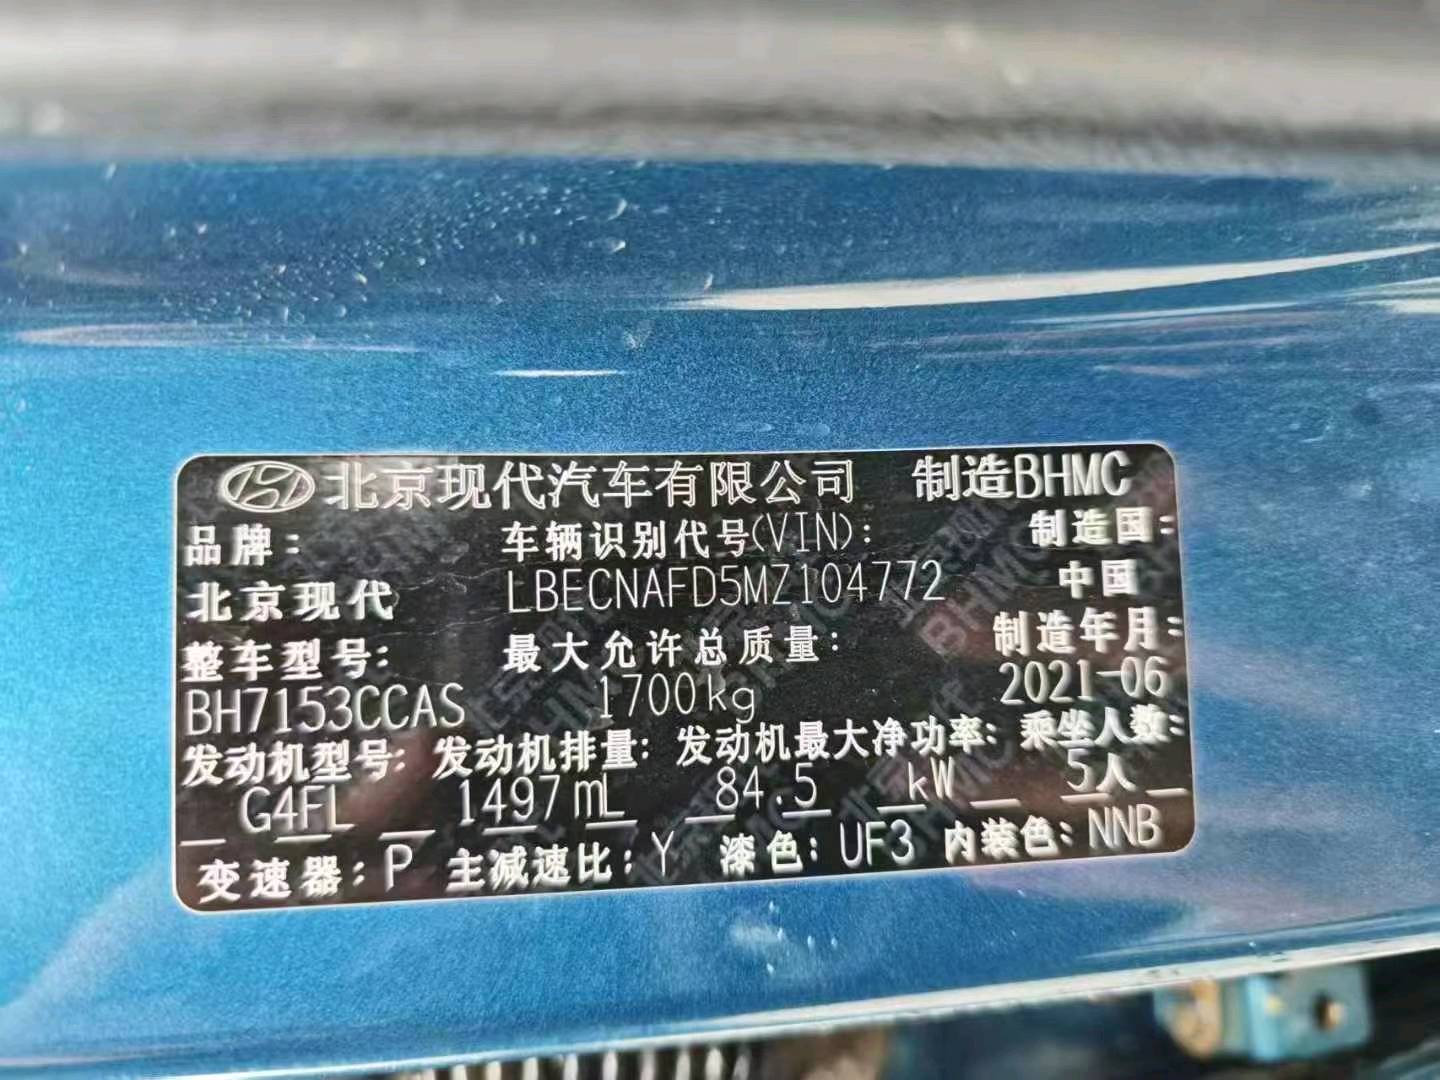 北京现代汽车有限公司 制造BHMC
品牌: 车辆识别代号(VIN): 制造国:
北京现代 LBECNAFD5MZ104772 中国
整车型号: 最大允许总质量: 制造年月:
BH7153CCAS 1700kg 2021-06
发动机型号: 发动机排量: 发动机最大净功率: 乘坐人数:
G4FL 1497mL 84.5 kW 5人
变速器: P 主减速比: Y 漆色: UF3 内装色: NNB